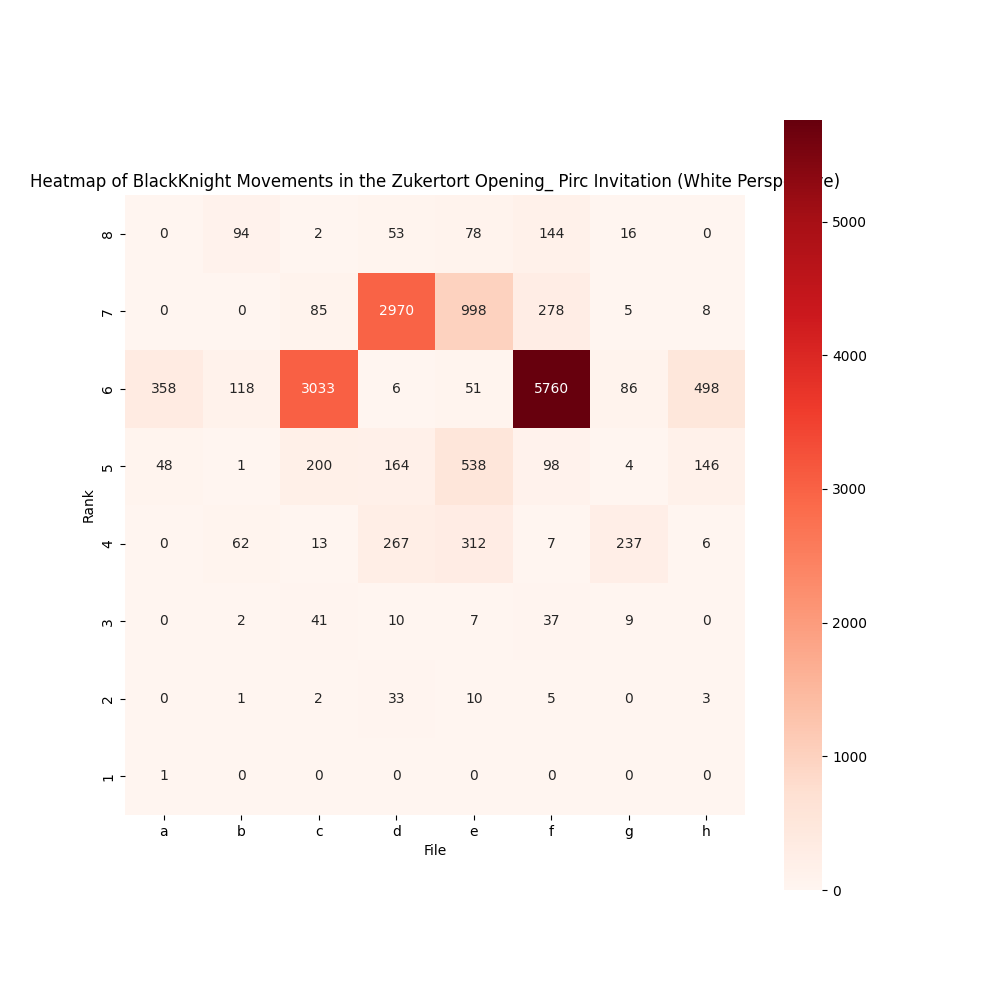 Heatmap of BlackKnight Movements in the Zukertort Opening_ Pirc Invitation (White Perspective)
8 0 94 2 53 78 144 16 0
5000
7 0 0 85 2970 998 278 5 8
4000
6 358 118 3033 6 51 5760 86 498
3000
5 48 1 200 164 538 98 4 146
Rank
4 0 62 13 267 312 7 237 6
2000
3 0 2 41 10 7 37 9 0
2 0 1 2 33 10 5 0 3
1000
1 1 0 0 0 0 0 0 0
a b c d e f g h
File
0